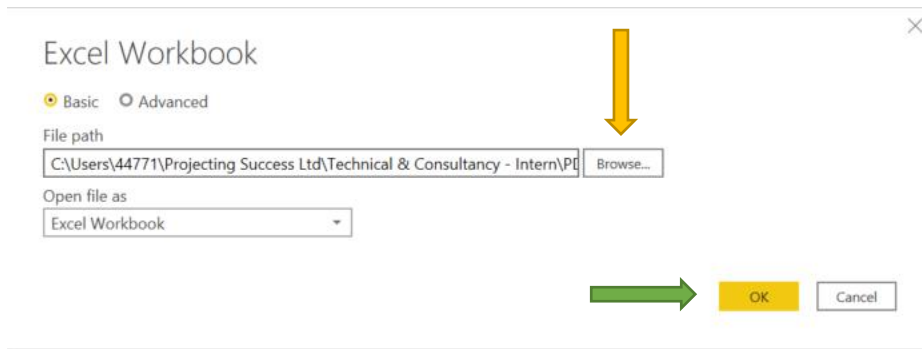 Excel Workbook
Basic Advanced
File path
C:\Users\44771\Projecting Success Ltd\Technical & Consultancy - Intern\ Browse...
Open file as
Excel Workbook
OK Cancel